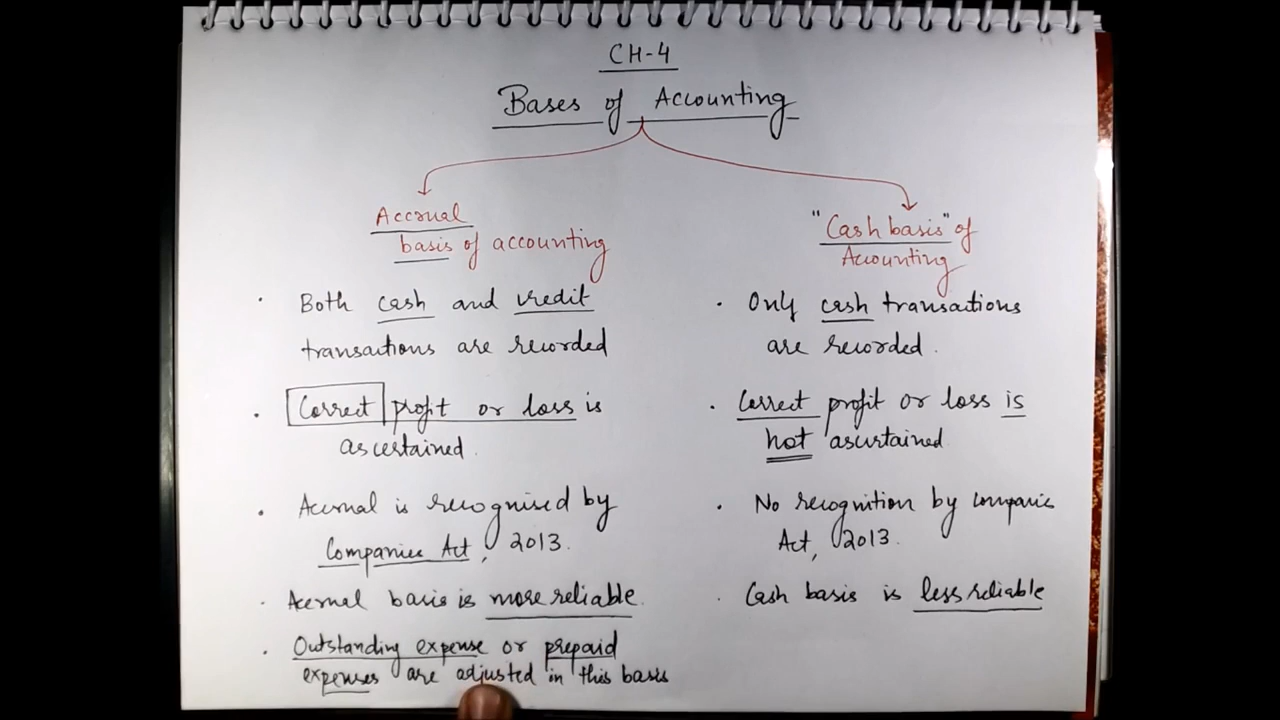 CH-4
Bases of Accounting
Accrual
basis of accounting
Both cash and credit
transactions are recorded
Correct profit or loss is
ascertained.
Accrual is recognised by
Companies Act, 2013.
Accrual basis is more reliable.
Outstanding expense or prepaid
expenses are adjusted in this basis
"Cash basis" of
Accounting
Only cash transactions
are recorded.
Correct profit or loss is
not ascertained.
No recognition by companies
Act, 2013.
Cash basis is less reliable